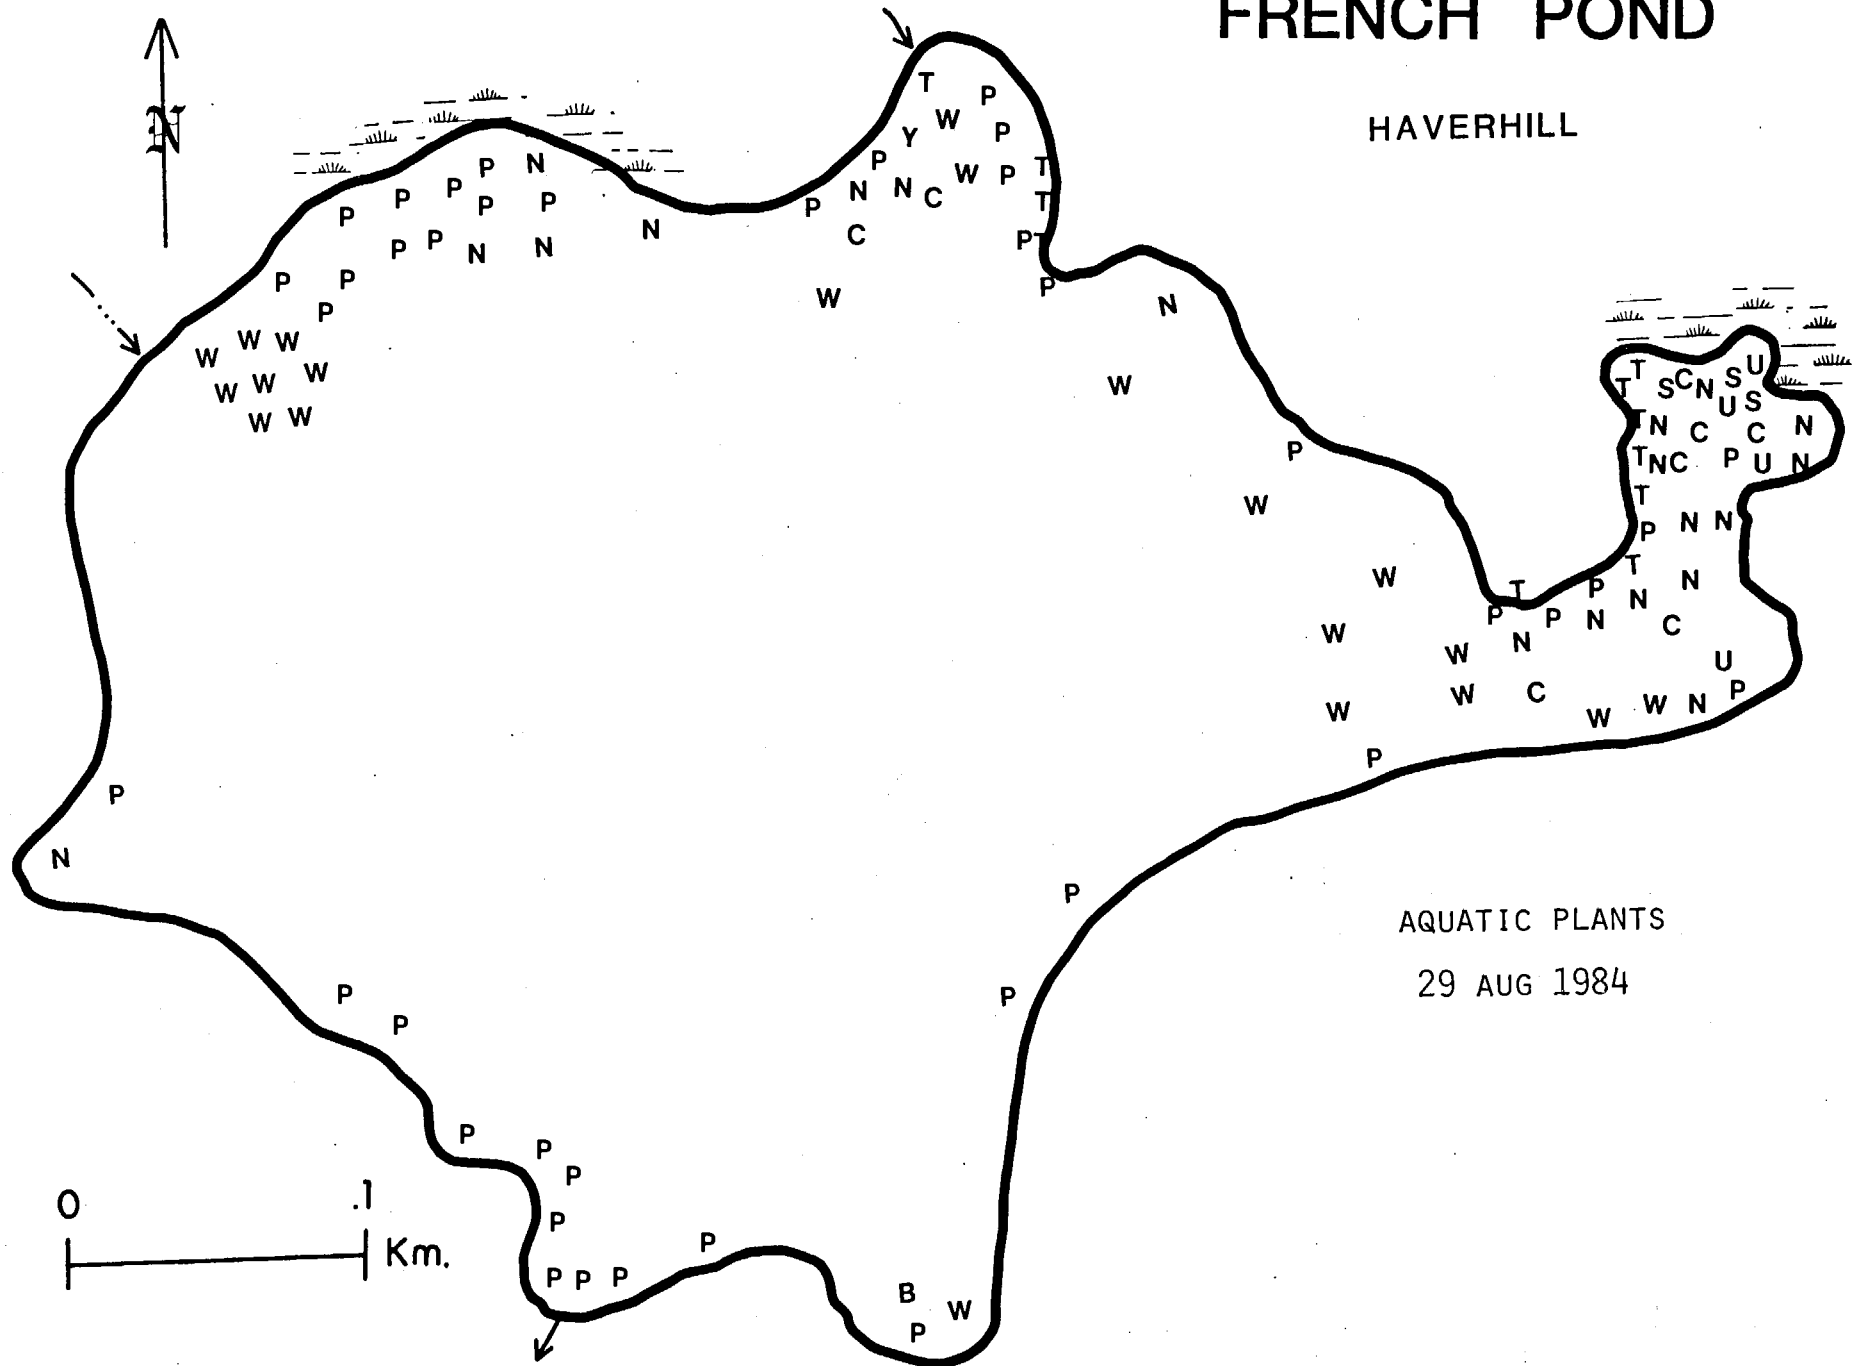 FRENCH POND
HAVERHILL
N
T P
W
Y P
P W P T
N N C T
P
C P T
P
W
N
W
P N
P P P
P P
P P N N
P P
P
N
W W W
W W W
W W
P
W
W
W
W
W
W
P
T U
T S C N S
U S
T N C C N
T N C P U N
T
P N N
T
T P N
P P N N
N C
U
C P
W W N
P
N
P
P
AQUATIC PLANTS
29 AUG 1984
P
P
P
P
P
P
P P P
P
B W
P
0 .1
Km.